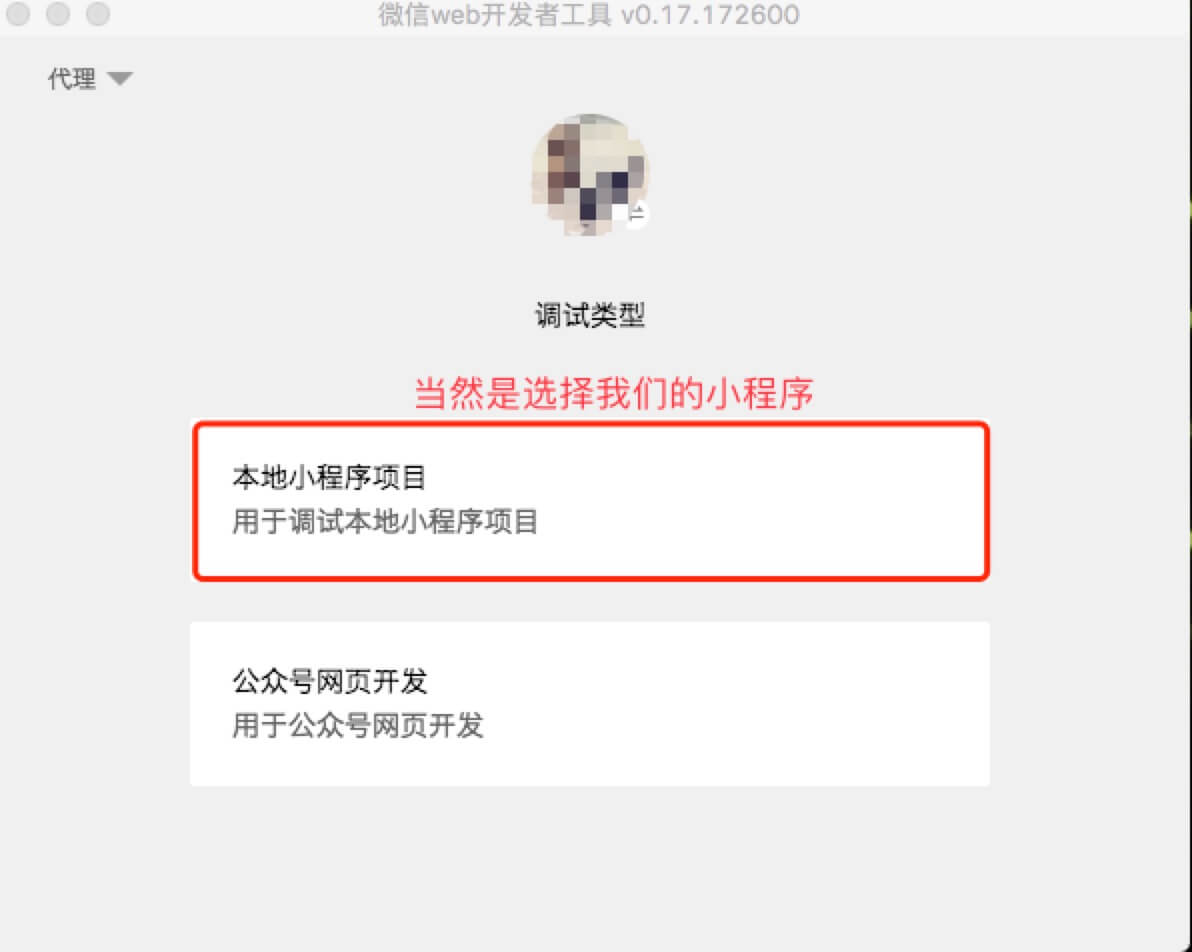 微信web开发者工具 v0.17.172600
代理
调试类型
当然是选择我们的小程序
本地小程序项目
用于调试本地小程序项目
公众号网页开发
用于公众号网页开发